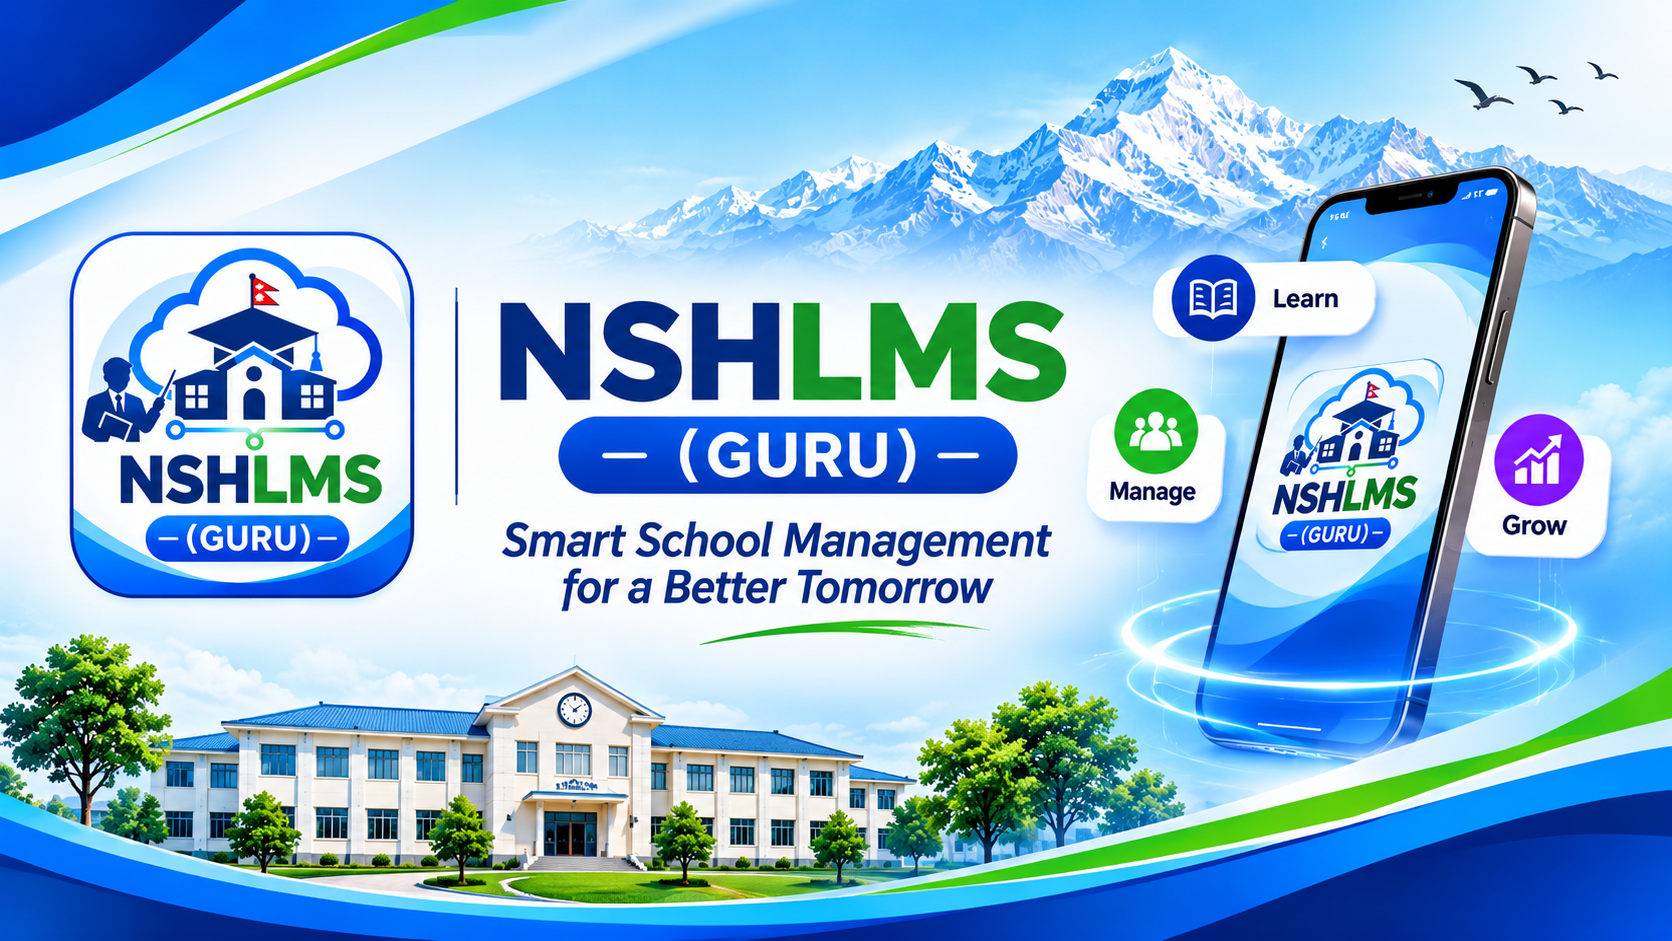 NSHLMS
— (GURU) —
NSHLMS
— (GURU) —
Smart School Management
for a Better Tomorrow
Learn
Manage
Grow
NSHLMS
— (GURU) —